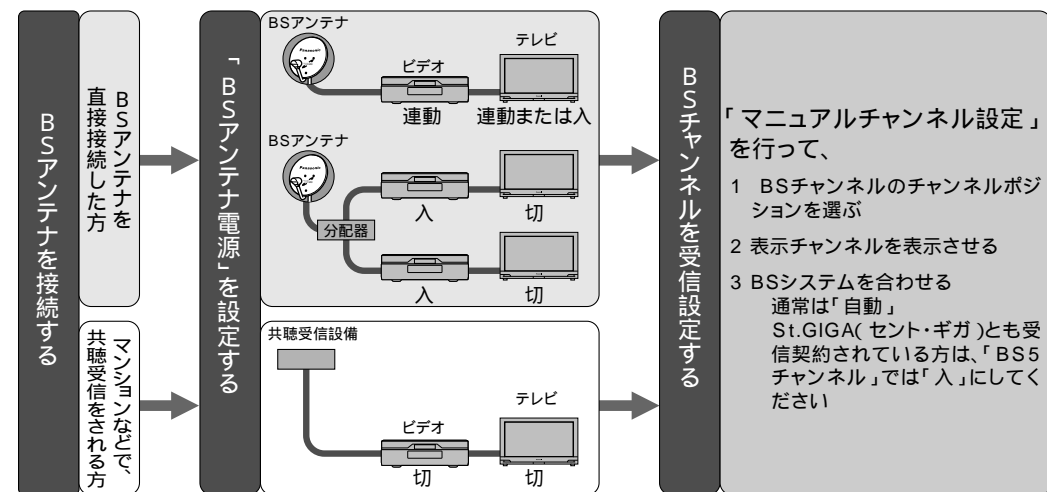 BSアンテナを接続する
BSアンテナを
直接接続した方
マンションなどで、
共聴受信をされる方
「BSアンテナ電源」を設定する
BSアンテナ
Panasonic
テレビ
ビデオ
連動
連動または入
BSアンテナ
Panasonic
分配器
入
切
入
切
共聴受信設備
テレビ
ビデオ
切
切
BSチャンネルを受信設定する
「マニュアルチャンネル設定」
を行って、
1 BSチャンネルのチャンネルポジ
ションを選ぶ
2 表示チャンネルを表示させる
3 BSシステムを合わせる
通常は「自動」
St.GIGA(セント・ギガ)とも受
信契約されている方は、「BS5
チャンネル」では「入」にしてく
ださい